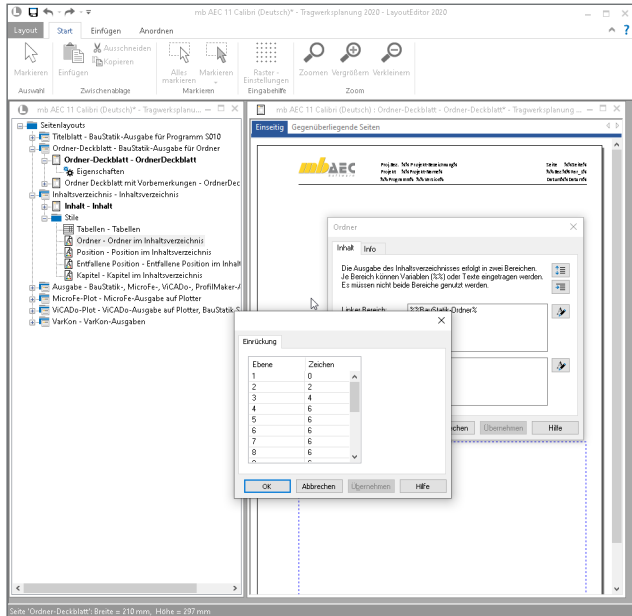 mb AEC 11 Calibri (Deutsch)* - Tragwerksplanung 2020 - LayoutEditor 2020
Layout Start Einfügen Anordnen
Markieren Einfügen Ausschneiden Kopieren Alles markieren Markieren Raster-Einstellungen Zoomen Vergrößern Verkleinern
Auswahl Zwischenablage Markieren Eingabehilfe Zoom
mb AEC 11 Calibri (Deutsch)* - Tragwerksplanu...
Seitenlayouts
Titelblatt - BauStatik-Ausgabe für Programm S010
Ordner-Deckblatt - BauStatik-Ausgabe für Ordner
Ordner-Deckblatt - OrdnerDeckblatt
Eigenschaften
Ordner Deckblatt mit Vorbemerkungen - OrdnerDec
Inhaltsverzeichnis - Inhaltsverzeichnis
Inhalt - Inhalt
Stile
Tabellen - Tabellen
Ordner - Ordner im Inhaltsverzeichnis
Position - Position im Inhaltsverzeichnis
Entfallene Position - Entfallene Position im Inhalt
Kapitel - Kapitel im Inhaltsverzeichnis
Ausgabe - BauStatik-, MicroFe-, ViCADo-, ProfilMaker-/
MicroFe-Plot - MicroFe-Ausgabe auf Plotter
ViCADo-Plot - ViCADo-Ausgabe auf Plotter, BauStatik S
VarKon - VarKon-Ausgaben
mb AEC 11 Calibri (Deutsch) : Ordner-Deckblatt - Ordner-Deckblatt* - Tragwerksplanung ...
Einseitig Gegenüberliegende Seiten
mb AEC
Software
Ordner
Inhalt Info
Die Ausgabe des Inhaltsverzeichnisses erfolgt in zwei Bereichen.
Je Bereich können Variablen (%%) oder Texte eingetragen werden.
Es müssen nicht beide Bereiche genutzt werden.
Linker Bereich: %%BauStatik-Ordner%
chen Übernehmen Hilfe
Einrückung
Ebene Zeichen
1 0
2 2
3 4
4 6
5 6
6 6
7 6
8 6
OK Abbrechen Übernehmen Hilfe
Seite 'Ordner-Deckblatt': Breite = 210 mm, Höhe = 297 mm